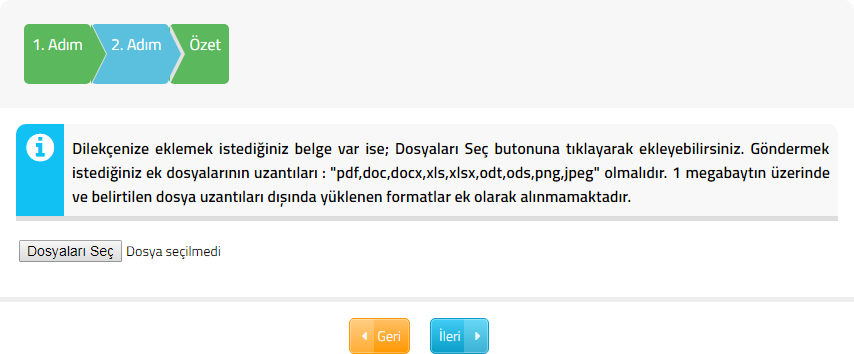 1. Adım 2. Adım Özet
Dilekçenize eklemek istediğiniz belge var ise; Dosyaları Seç butonuna tıklayarak ekleyebilirsiniz. Göndermek
istediğiniz ek dosyalarının uzantıları : "pdf,doc,docx,xls,xlsx,odt,ods,png,jpeg" olmalıdır. 1 megabaytın üzerinde
ve belirtilen dosya uzantıları dışında yüklenen formatlar ek olarak alınmamaktadır.
Dosyaları Seç Dosya seçilmedi
Geri İleri